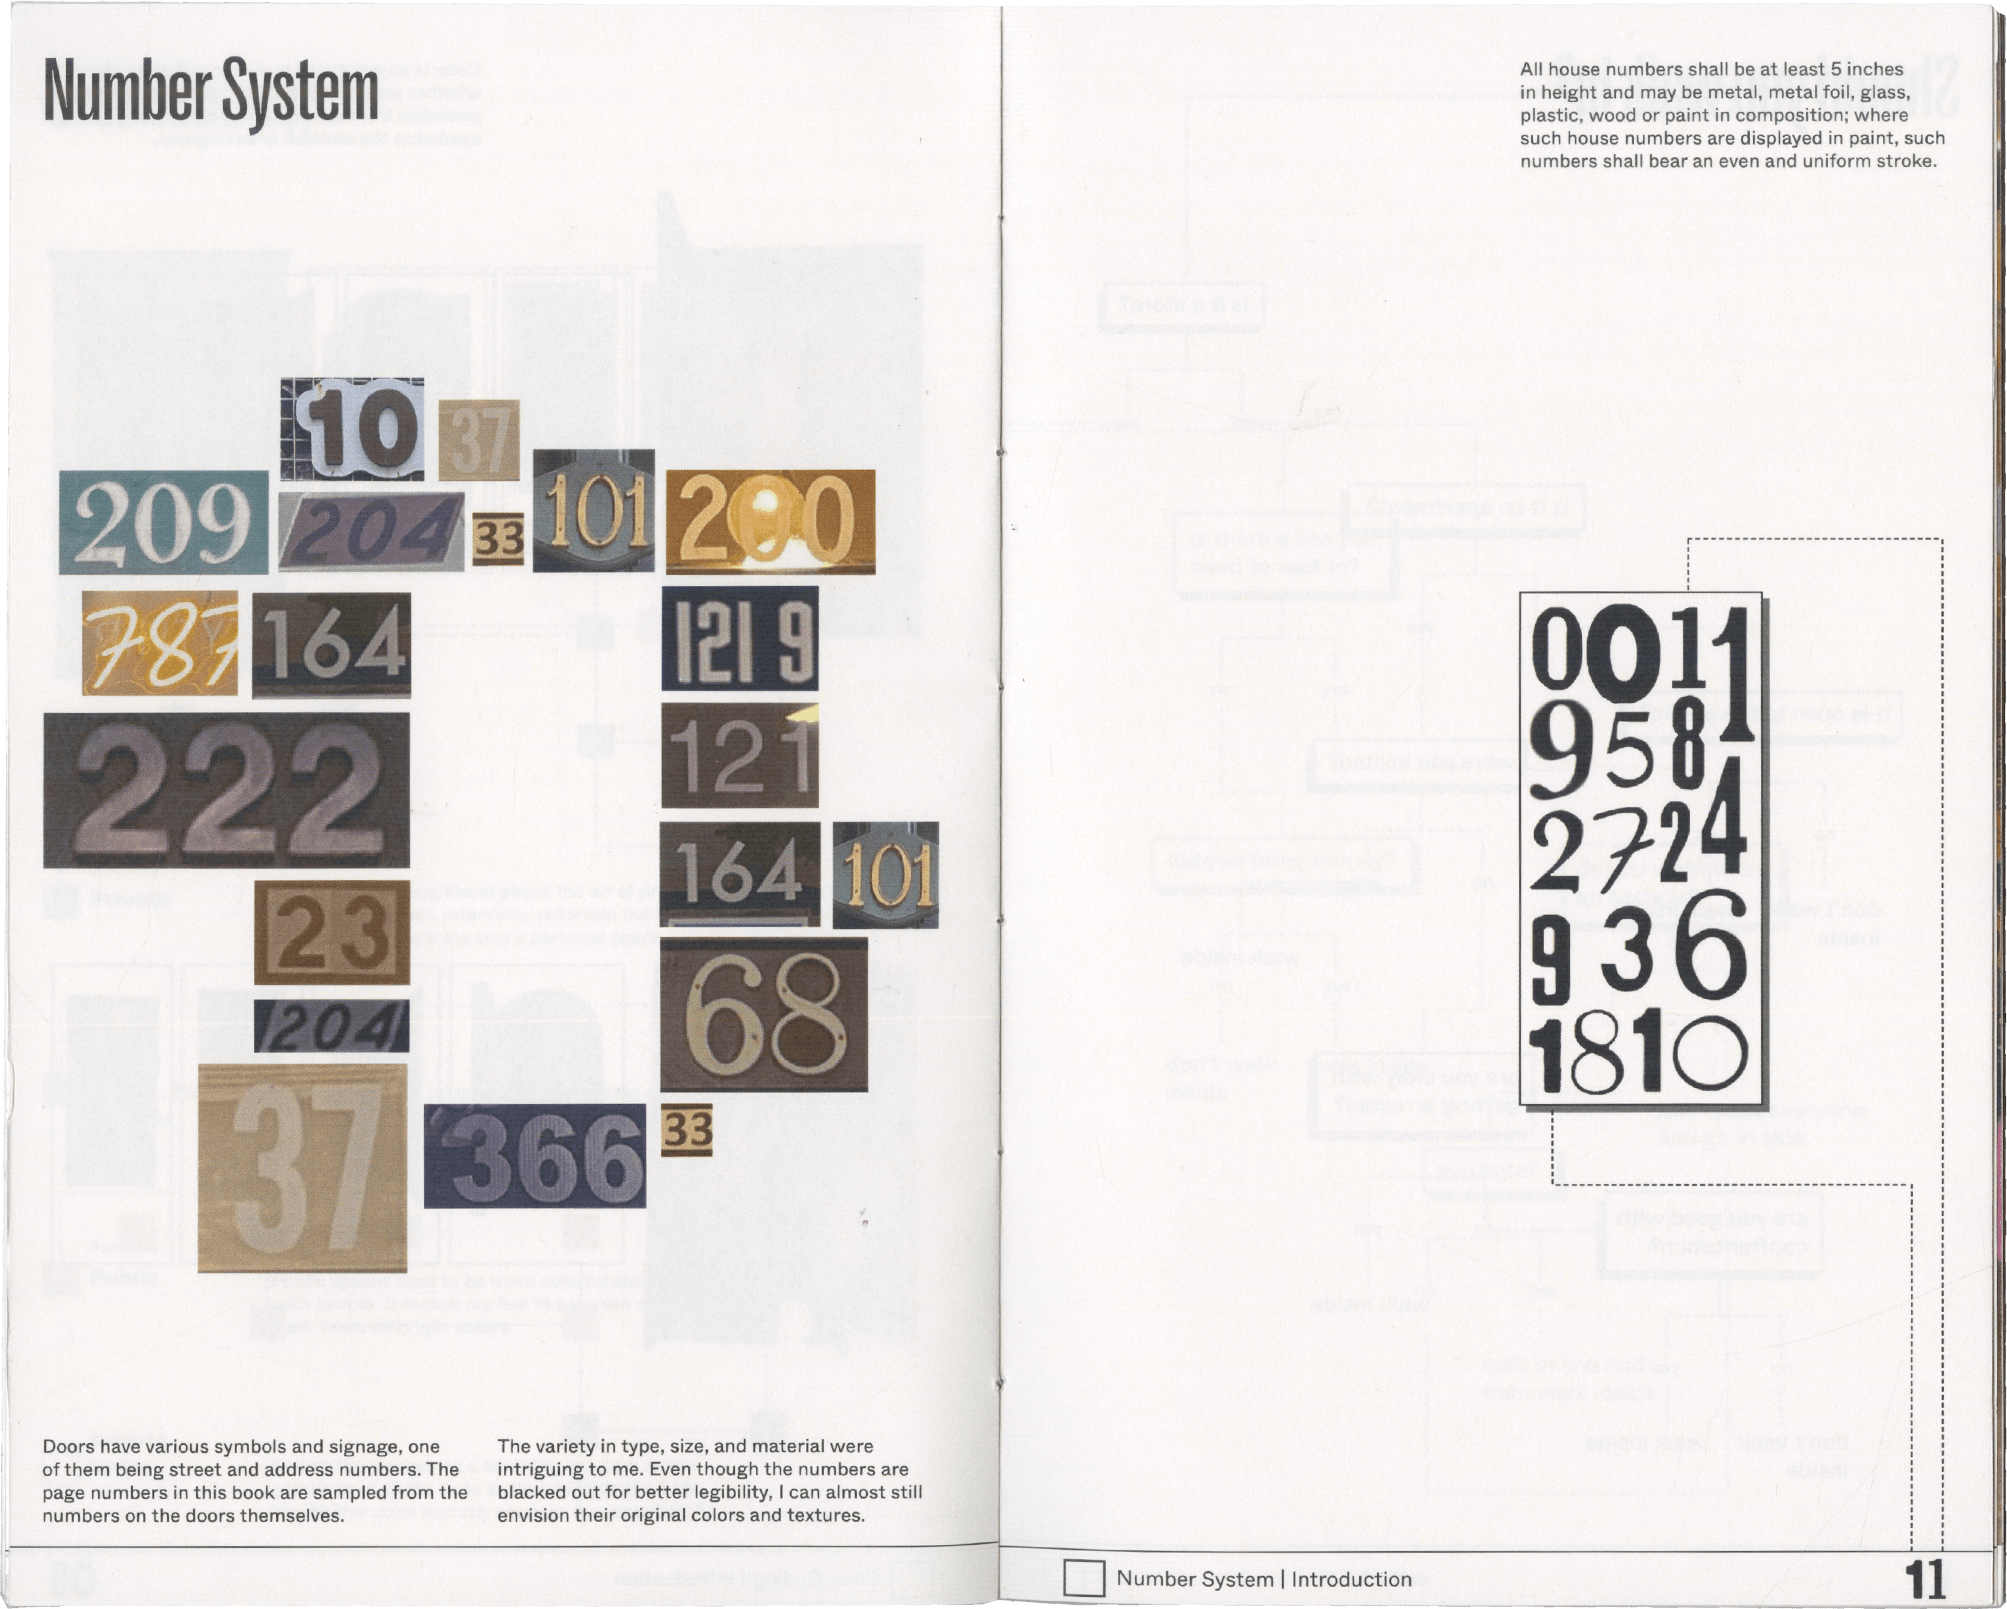 Number System
All house numbers shall be at least 5 inches
in height and may be metal, metal foil, glass,
plastic, wood or paint in composition; where
such house numbers are displayed in paint, such
numbers shall bear an even and uniform stroke.
10
37
209
204
33
101
200
787
164
121 9
222
121
164
101
23
68
204
37
366
33
0011
958
2724
936
1810
Doors have various symbols and signage, one
of them being street and address numbers. The
page numbers in this book are sampled from the
numbers on the doors themselves.
The variety in type, size, and material were
intriguing to me. Even though the numbers are
blacked out for better legibility, I can almost still
envision their original colors and textures.
Number System | Introduction
11